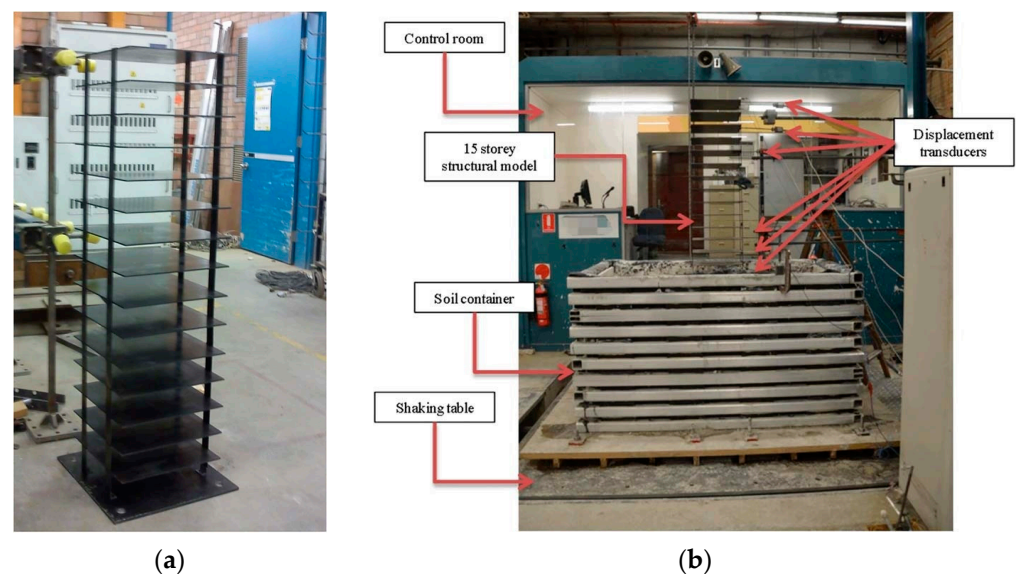 Control room
15 storey
structural model
Displacement
transducers
Soil container
Shaking table
(a)
(b)